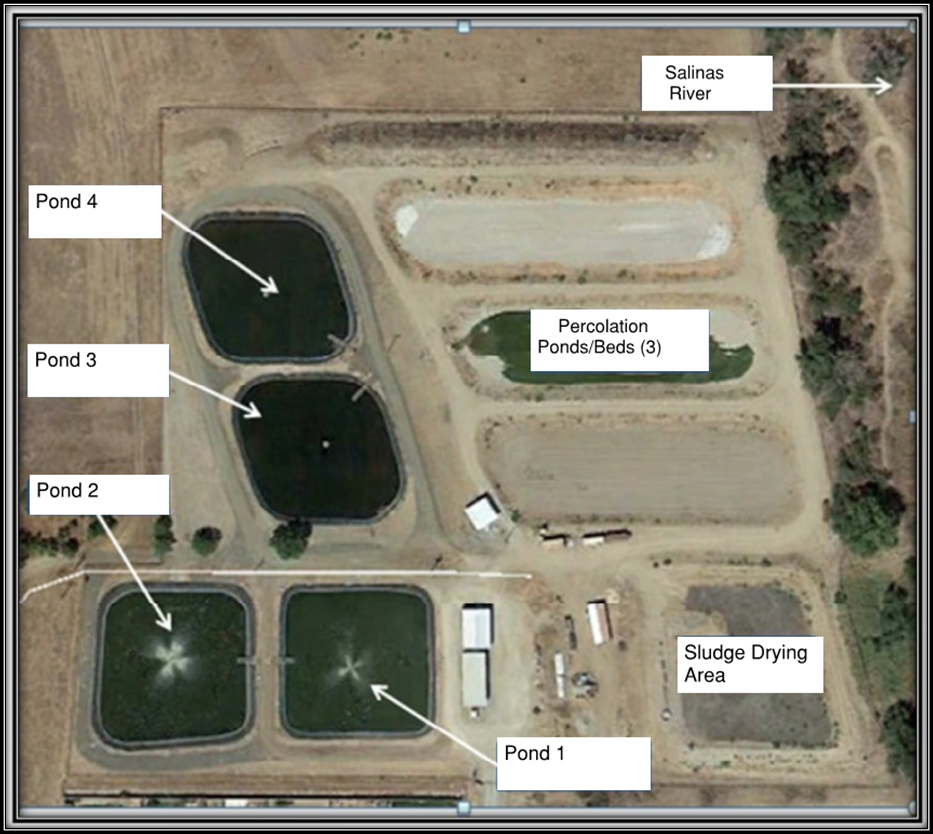 Salinas
River
Pond 4
Percolation
Ponds/Beds (3)
Pond 3
Pond 2
Sludge Drying
Area
Pond 1